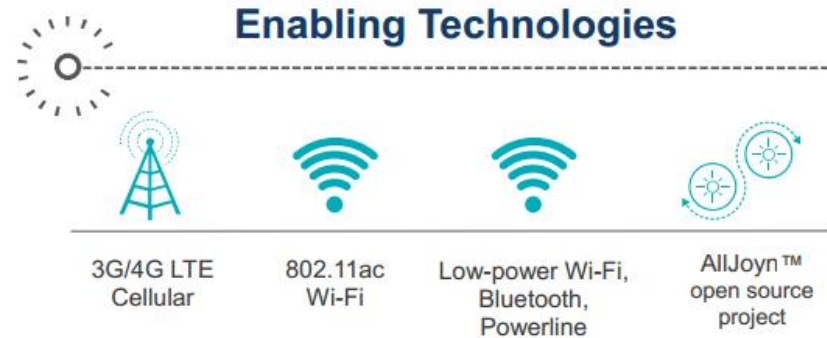 Enabling Technologies
3G/4G LTE
Cellular
802.11ac
Wi-Fi
Low-power Wi-Fi,
Bluetooth,
Powerline
AllJoyn™
open source
project